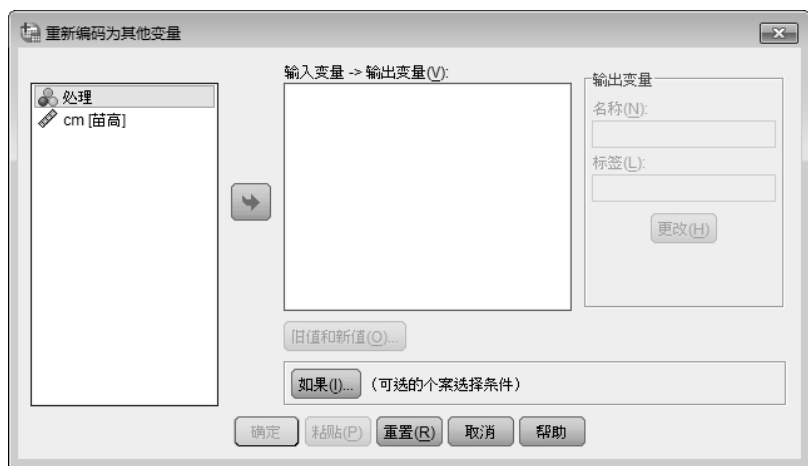 重新编码为其他变量
处理
cm [苗高]
输入变量 -> 输出变量(V):
输出变量
名称(N):
标签(L):
更改(H)
旧值和新值(O)...
如果(I)... (可选的个案选择条件)
确定 粘贴(P) 重置(R) 取消 帮助